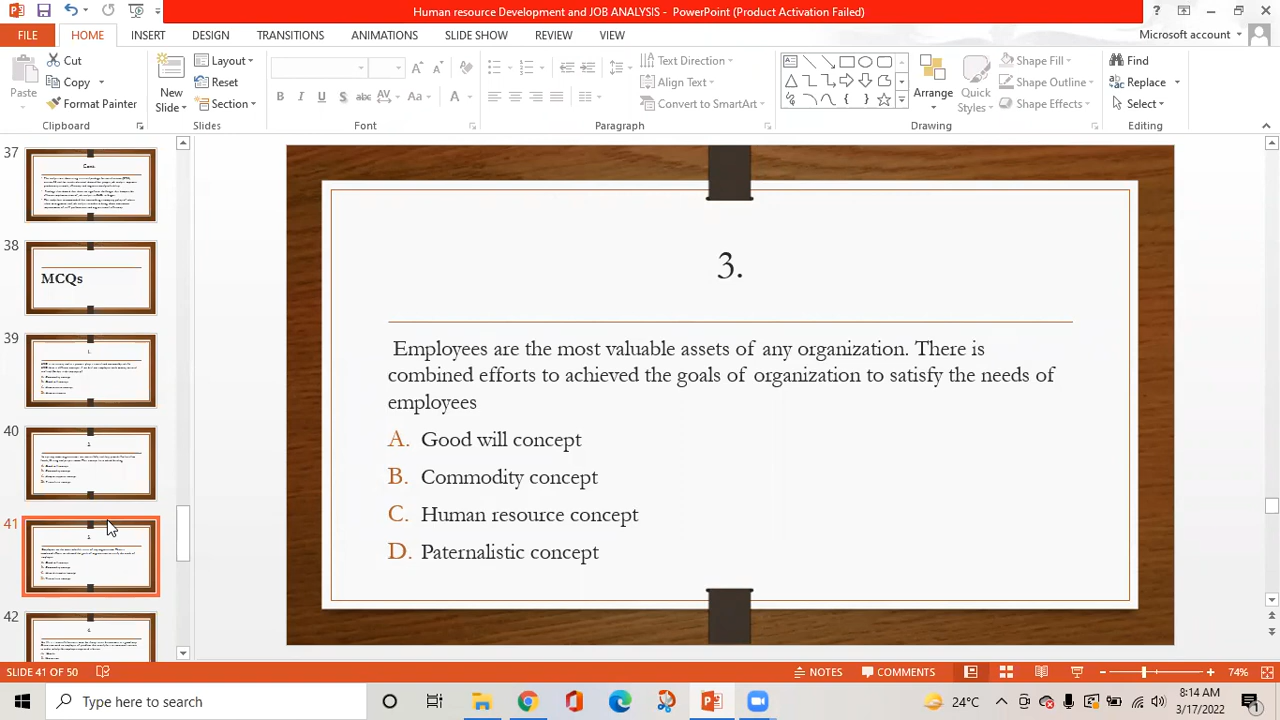 Human resource Development and JOB ANALYSIS - PowerPoint (Product Activation Failed)
FILE HOME INSERT DESIGN TRANSITIONS ANIMATIONS SLIDE SHOW REVIEW VIEW Microsoft account
Paste
Cut
Copy
Format Painter
Clipboard
New
Slide
Layout
Reset
Section
Slides
B I U S abc AV Aa A
Font
Text Direction
Align Text
Convert to SmartArt
Paragraph
Arrange
Quick
Styles
Shape Fill
Shape Outline
Shape Effects
Drawing
Find
Replace
Select
Editing
37
38
MCQs
39
40
41
42
3.
Employees are the most valuable assets of any organization. There is
combined efforts to achieved the goals of organization to satisfy the needs of
employees
A. Good will concept
B. Commodity concept
C. Human resource concept
D. Paternalistic concept
SLIDE 41 OF 50 NOTES COMMENTS 74%
Type here to search
24°C
8:14 AM
3/17/2022